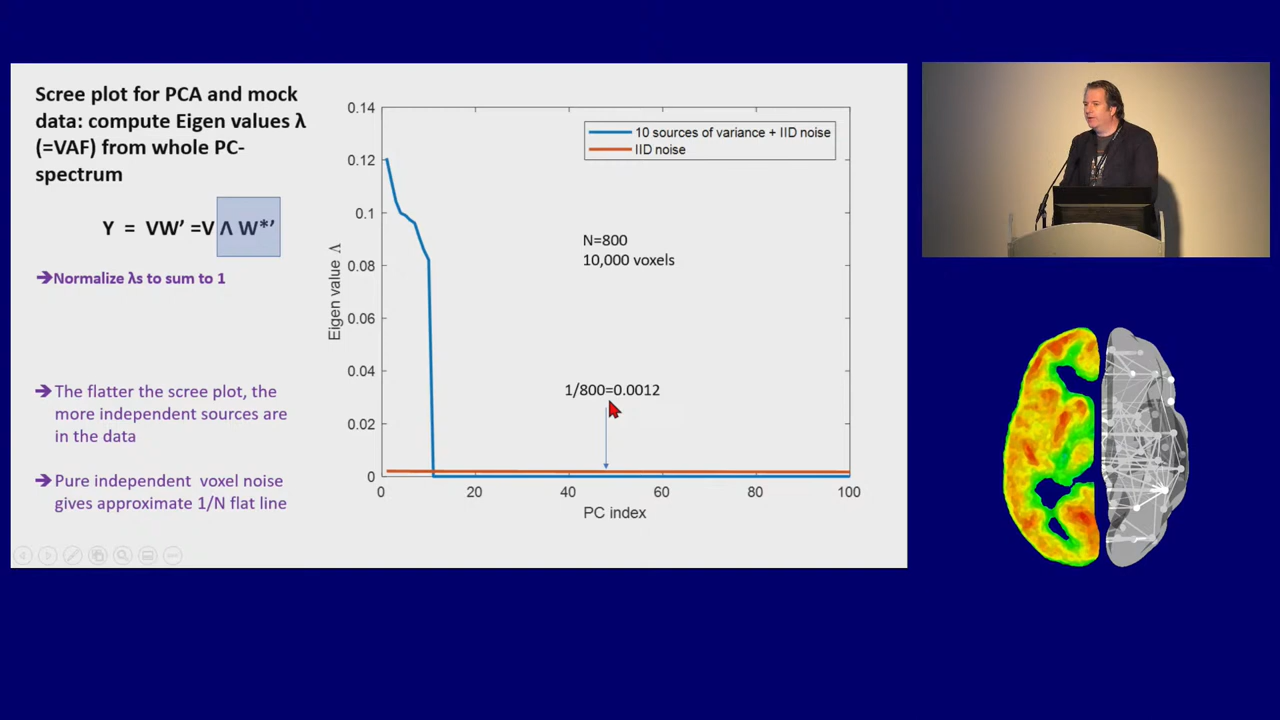 Scree plot for PCA and mock
data: compute Eigen values λ
(=VAF) from whole PC-
spectrum
Y = VW’ =V Λ W*’
➔Normalize λs to sum to 1
➔ The flatter the scree plot, the
more independent sources are
in the data
➔ Pure independent voxel noise
gives approximate 1/N flat line
0.14
0.12
0.1
0.08
0.06
0.04
0.02
0
Eigen value Λ
10 sources of variance + IID noise
IID noise
N=800
10,000 voxels
1/800=0.0012
0 20 40 60 80 100
PC index